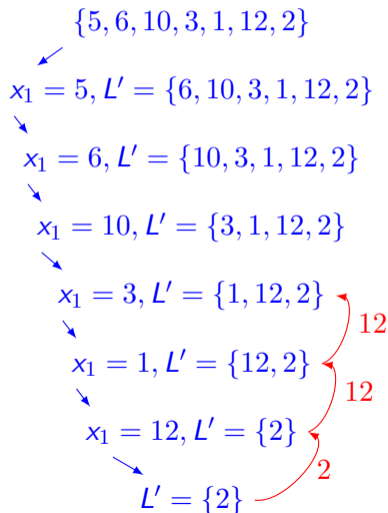 {5, 6, 10, 3, 1, 12, 2}
x₁ = 5, L′ = {6, 10, 3, 1, 12, 2}
x₁ = 6, L′ = {10, 3, 1, 12, 2}
x₁ = 10, L′ = {3, 1, 12, 2}
x₁ = 3, L′ = {1, 12, 2}
12
x₁ = 1, L′ = {12, 2}
12
x₁ = 12, L′ = {2}
2
L′ = {2}